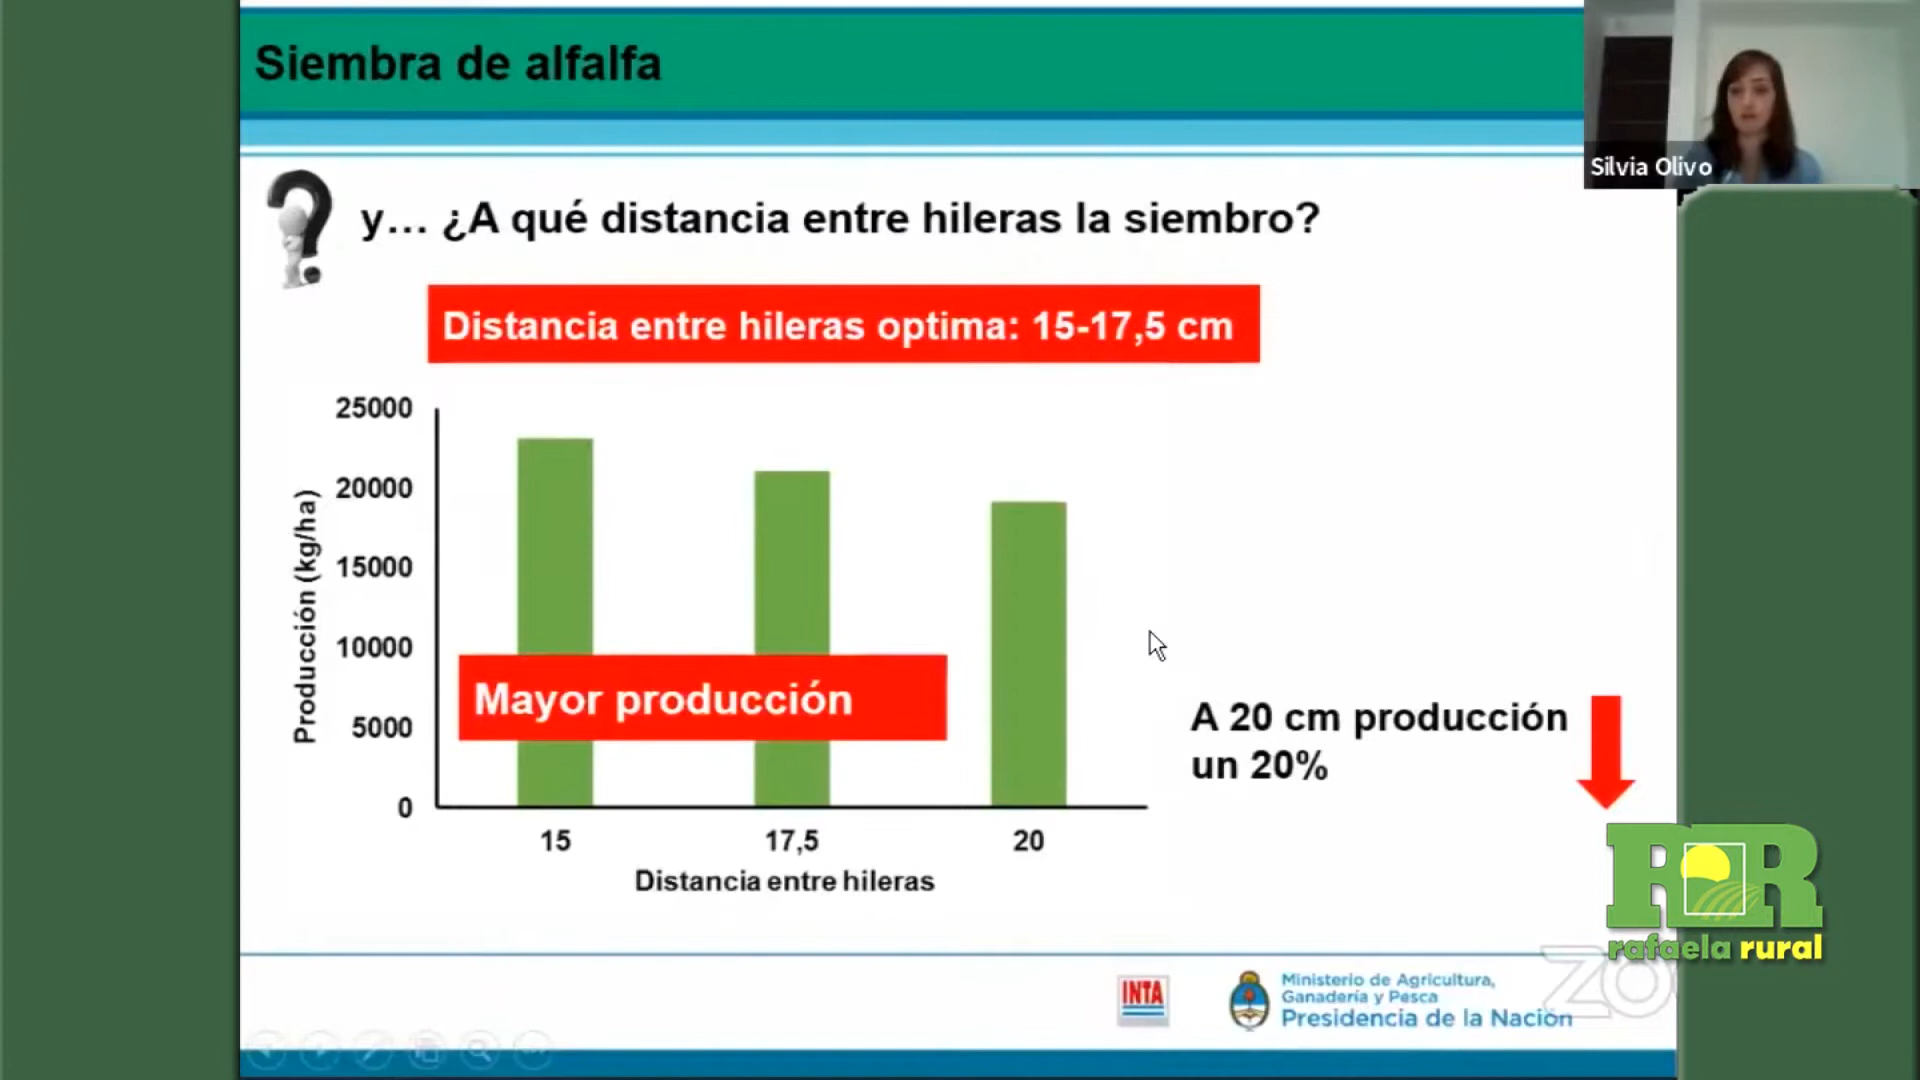 Siembra de alfalfa
Silvia Olivo
y... ¿A qué distancia entre hileras la siembro?
Distancia entre hileras optima: 15-17,5 cm
25000
20000
15000
10000
5000
0
Producción (kg/ha)
Mayor producción
15
17,5
20
Distancia entre hileras
A 20 cm producción
un 20%
RR
rafaela rural
INTA
Ministerio de Agricultura,
Ganadería y Pesca
Presidencia de la Nación